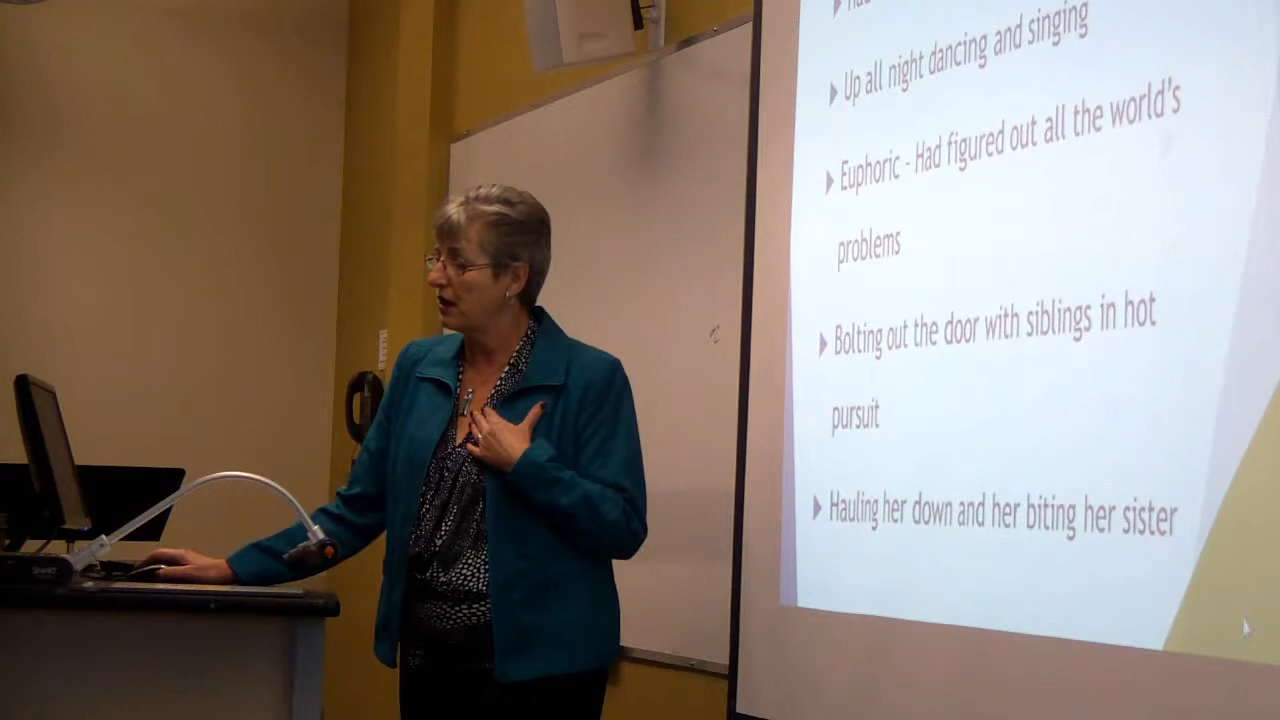 Up all night dancing and singing
Euphoric - Had figured out all the world's
problems
Bolting out the door with siblings in hot
pursuit
Hauling her down and her biting her sister